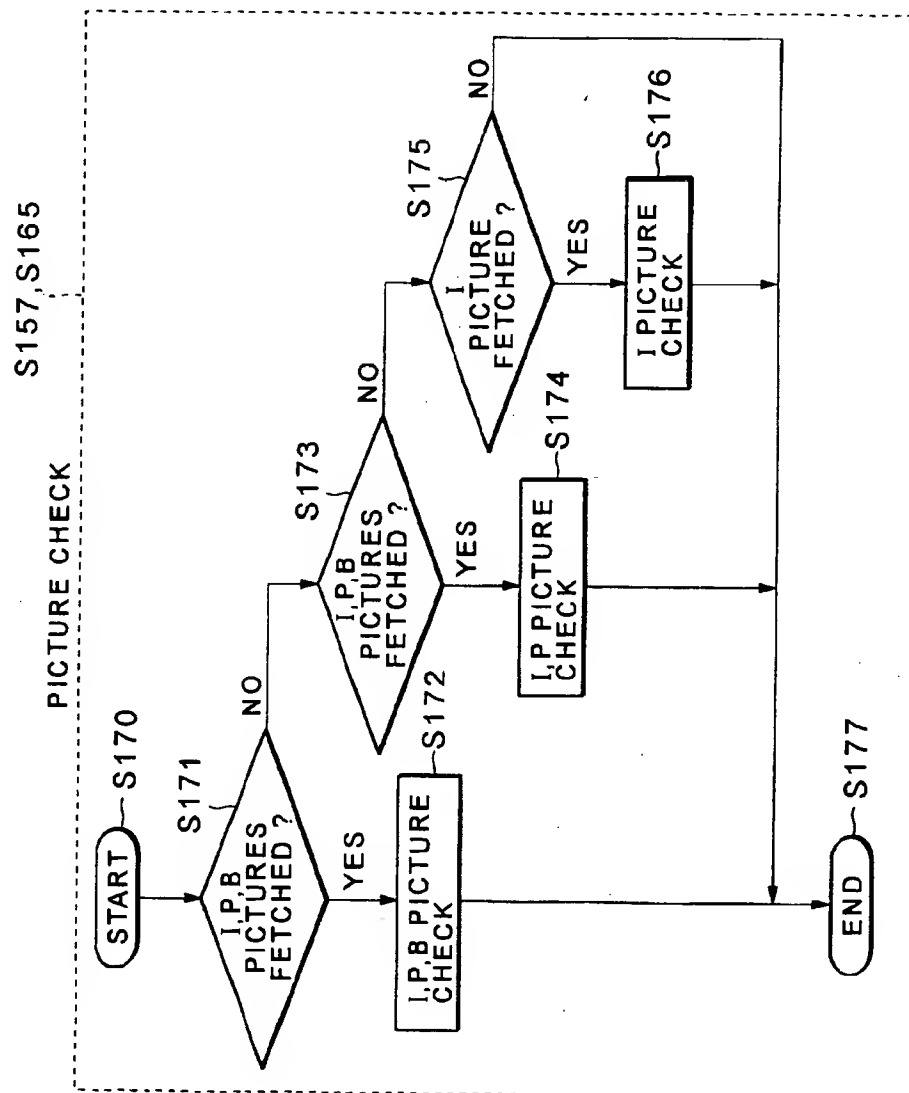 S157,S165
PICTURE CHECK
START
S170
I,P,B
PICTURES
FETCHED ?
S171
NO
YES
I,P,B PICTURE
CHECK
S172
I,P,B
PICTURES
FETCHED ?
S173
NO
YES
I,P PICTURE
CHECK
S174
I
PICTURE
FETCHED ?
S175
NO
YES
I PICTURE
CHECK
S176
END
S177